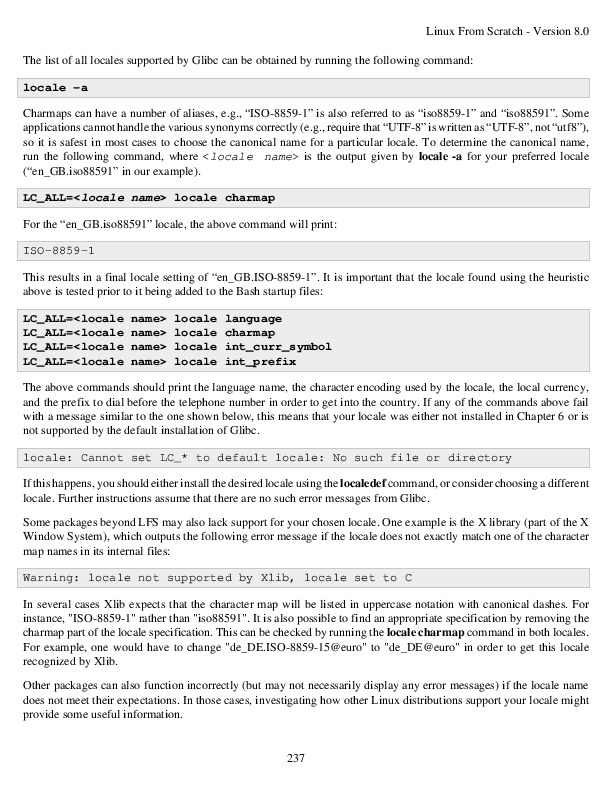 Linux From Scratch - Version 8.0
The list of all locales supported by Glibc can be obtained by running the following command:
locale -a
Charmaps can have a number of aliases, e.g., “ISO-8859-1” is also referred to as “iso8859-1” and “iso88591”. Some
applications cannot handle the various synonyms correctly (e.g., require that “UTF-8” is written as “UTF-8”, not “utf8”),
so it is safest in most cases to choose the canonical name for a particular locale. To determine the canonical name,
run the following command, where <locale name> is the output given by locale -a for your preferred locale
(“en_GB.iso88591” in our example).
LC_ALL=<locale name> locale charmap
For the “en_GB.iso88591” locale, the above command will print:
ISO-8859-1
This results in a final locale setting of “en_GB.ISO-8859-1”. It is important that the locale found using the heuristic
above is tested prior to it being added to the Bash startup files:
LC_ALL=<locale name> locale language
LC_ALL=<locale name> locale charmap
LC_ALL=<locale name> locale int_curr_symbol
LC_ALL=<locale name> locale int_prefix
The above commands should print the language name, the character encoding used by the locale, the local currency,
and the prefix to dial before the telephone number in order to get into the country. If any of the commands above fail
with a message similar to the one shown below, this means that your locale was either not installed in Chapter 6 or is
not supported by the default installation of Glibc.
locale: Cannot set LC_* to default locale: No such file or directory
If this happens, you should either install the desired locale using the localedef command, or consider choosing a different
locale. Further instructions assume that there are no such error messages from Glibc.
Some packages beyond LFS may also lack support for your chosen locale. One example is the X library (part of the X
Window System), which outputs the following error message if the locale does not exactly match one of the character
map names in its internal files:
Warning: locale not supported by Xlib, locale set to C
In several cases Xlib expects that the character map will be listed in uppercase notation with canonical dashes. For
instance, "ISO-8859-1" rather than "iso88591". It is also possible to find an appropriate specification by removing the
charmap part of the locale specification. This can be checked by running the locale charmap command in both locales.
For example, one would have to change "de_DE.ISO-8859-15@euro" to "de_DE@euro" in order to get this locale
recognized by Xlib.
Other packages can also function incorrectly (but may not necessarily display any error messages) if the locale name
does not meet their expectations. In those cases, investigating how other Linux distributions support your locale might
provide some useful information.
237